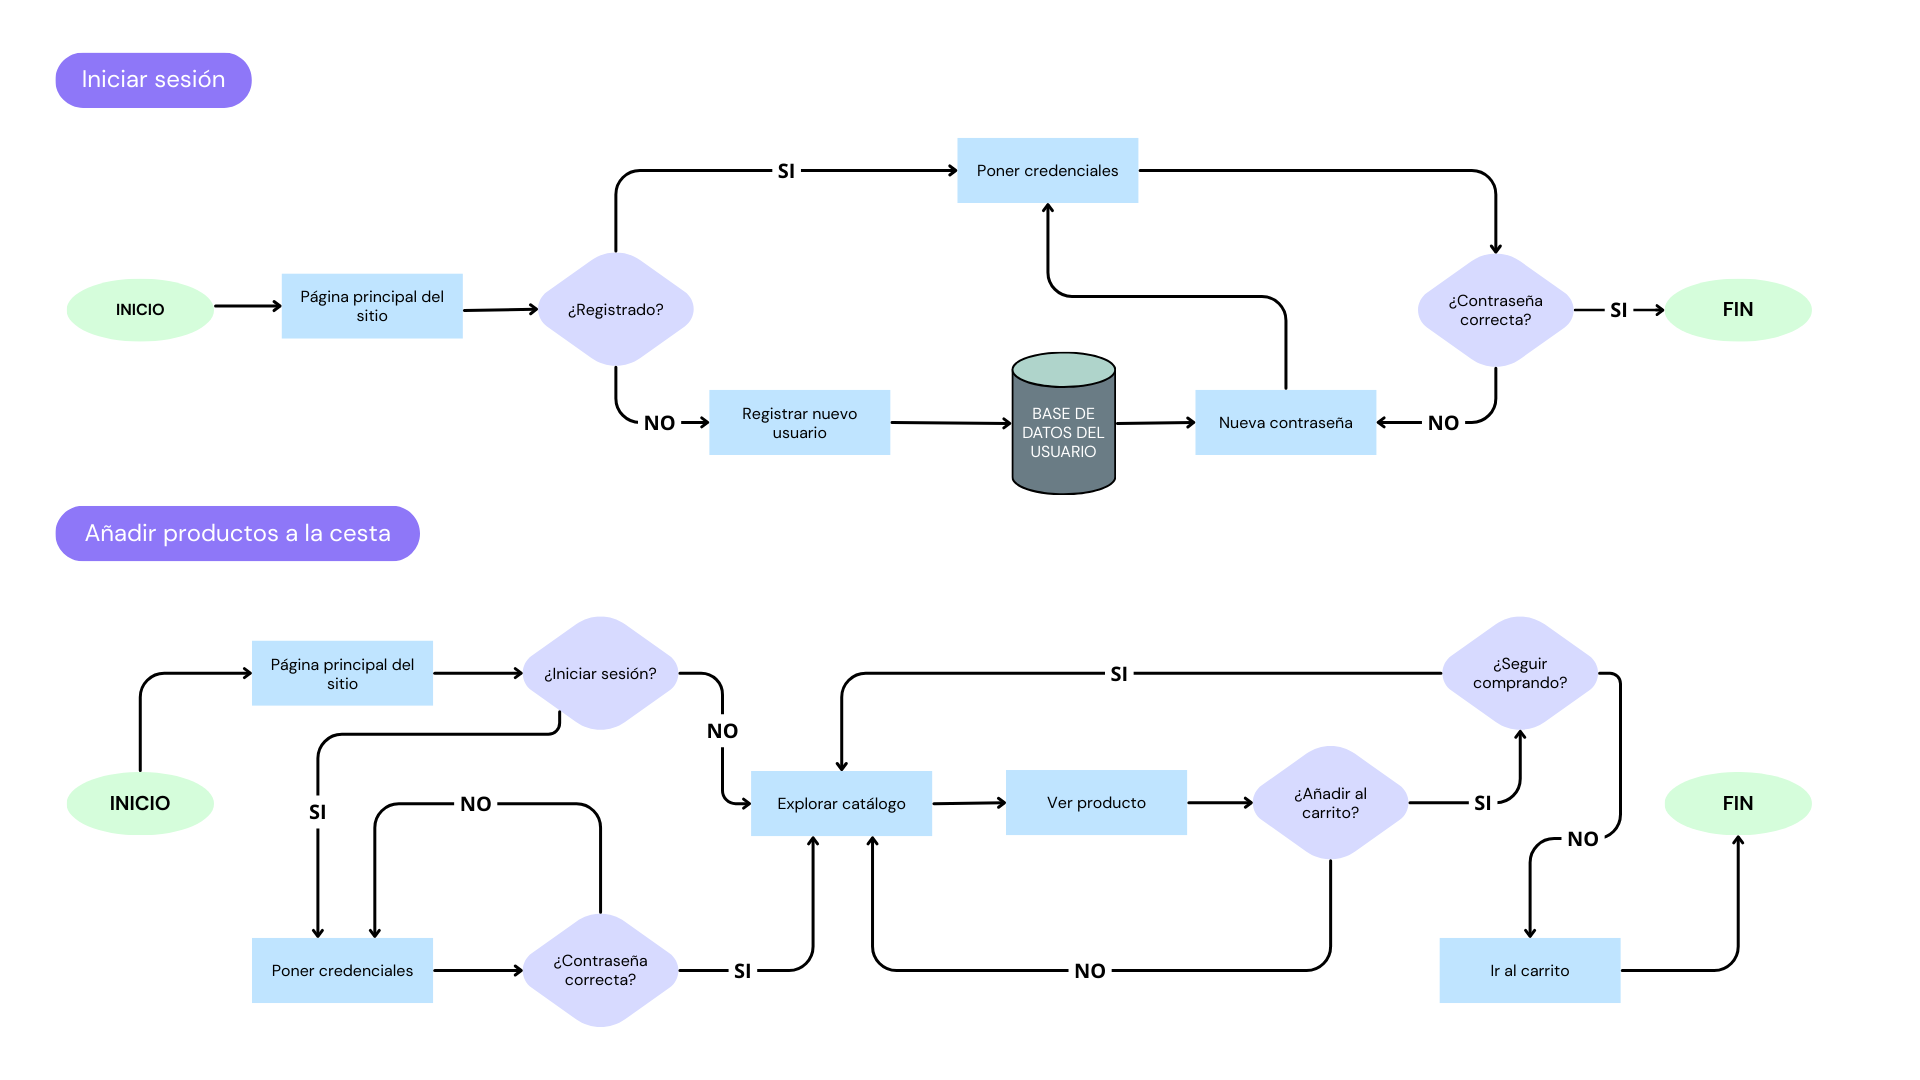 Iniciar sesión
SI
Poner credenciales
INICIO
Página principal del
sitio
¿Registrado?
¿Contraseña
correcta?
SI
FIN
NO
Registrar nuevo
usuario
BASE DE
DATOS DEL
USUARIO
Nueva contraseña
NO
Añadir productos a la cesta
Página principal del
sitio
¿Iniciar sesión?
SI
¿Seguir
comprando?
NO
INICIO
SI
NO
Explorar catálogo
Ver producto
¿Añadir al
carrito?
SI
FIN
NO
Poner credenciales
¿Contraseña
correcta?
SI
NO
Ir al carrito